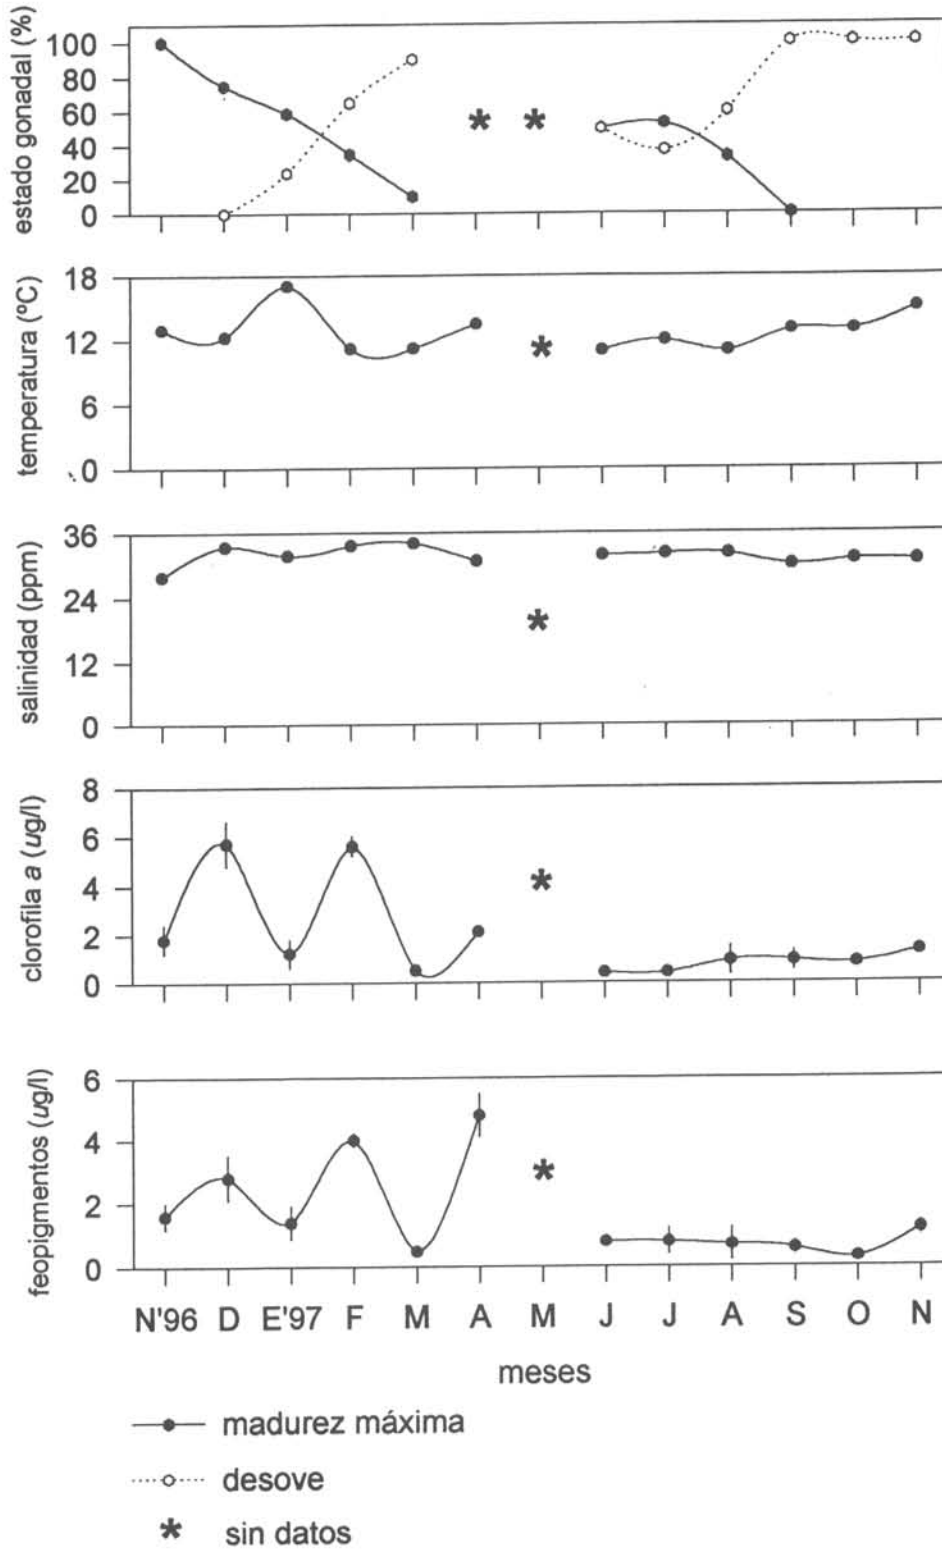 estado gonadal (%)
100
80
60
40
20
0
* *
temperatura (ºC)
18
12
6
0
*
salinidad (ppm)
36
24
12
0
*
clorofila a (ug/l)
8
6
4
2
0
*
feopigmentos (ug/l)
6
4
2
0
*
N'96 D E'97 F M A M J J A S O N
meses
madurez máxima
desove
* sin datos